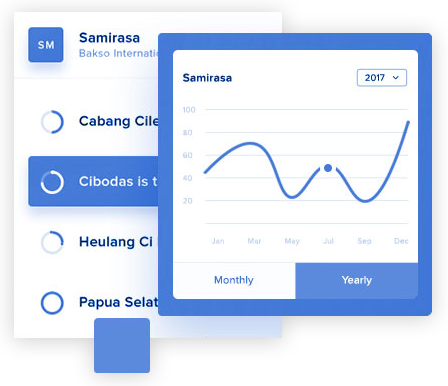 SM
Samirasa
Bakso Internati
Cabang Cile
Cibodas is t
Heulang Ci
Papua Selat
Samirasa
2017
100
80
60
40
20
Jan Mar May Jul Sep Dec
Monthly Yearly